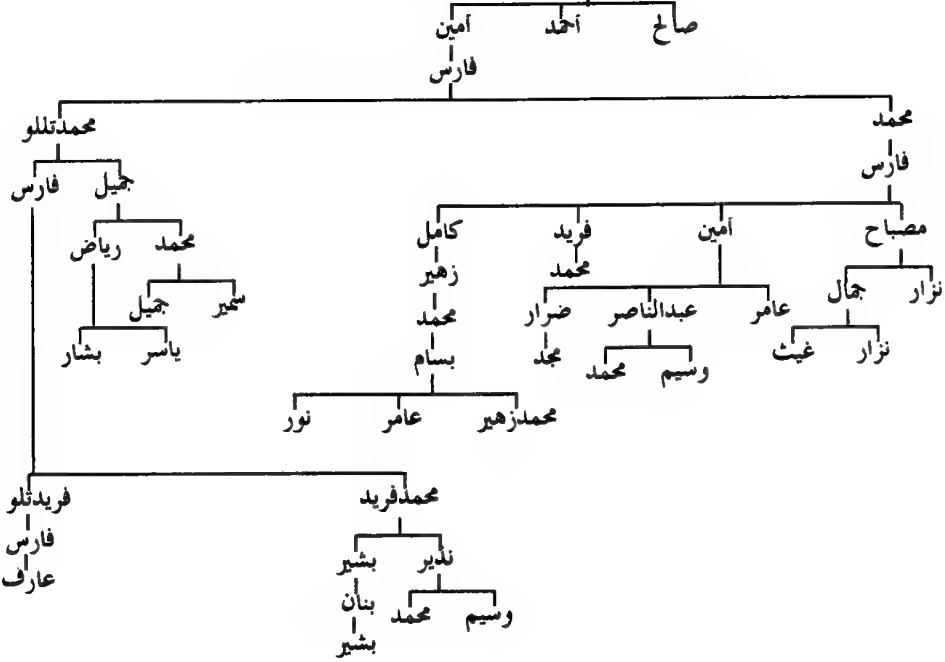 صالح أحمد أمين
فارس
محمد محمدتللو
فارس جميل فارس
مصباح أمين فريد كامل محمد رياض
نزار جمال محمد زهير
عامر عبدالناصر ضرار محمد سمير جميل
نزار غيث وسيم محمد مجد بسام ياسر بشار
محمدزهير عامر نور
محمدفريد فريدتلو
نذير بشير فارس
وسيم محمد بنان عارف
بشير